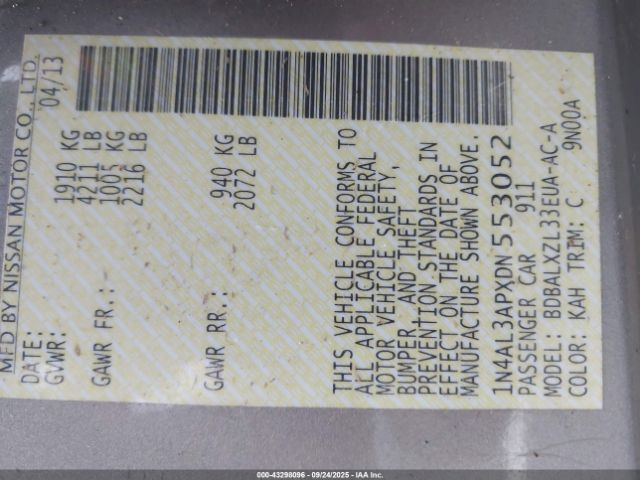 MFD BY NISSAN MOTOR CO., LTD.
DATE: '04/13
GVWR: 1910 KG
4211 LB
GAWR FR.: 1005 KG
2216 LB
GAWR RR.: 940 KG
2072 LB
THIS VEHICLE CONFORMS TO
ALL APPLICABLE FEDERAL
MOTOR VEHICLE SAFETY,
BUMPER, AND THEFT
PREVENTION STANDARDS IN
EFFECT ON THE DATE OF
MANUFACTURE SHOWN ABOVE.
1N4AL3APXDN553052
PASSENGER CAR 911
MODEL: BDBALXZL33EUA-AC-A
COLOR: KAH TRIM: C 9N00A
000-43298096 - 09/24/2025 - IAA Inc.